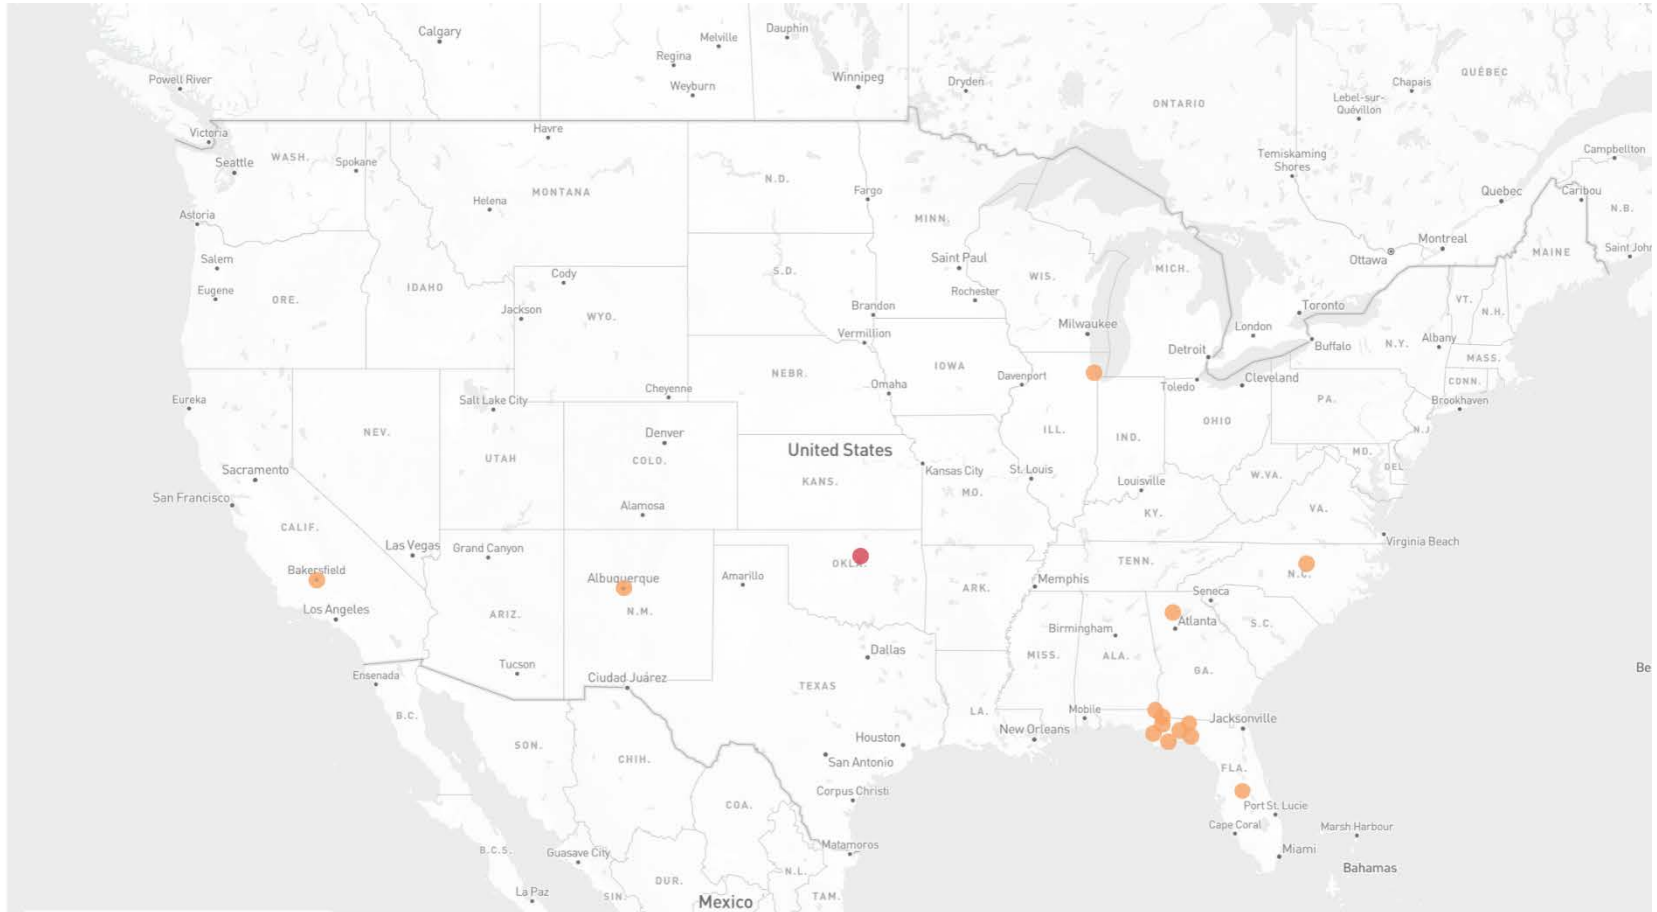 Calgary
Dauphin
Melville
Regina
Weyburn
Winnipeg
Dryden
Chapais
QUÉBEC
Lebel-sur-
Quévillon
ONTARIO
Powell River
Victoria
Seattle
WASH.
Spokane
Havre
MONTANA
Helena
N.D.
Fargo
MINN.
Temiskaming
Shores
Campbellton
Quebec
Caribou
N.B.
Astoria
Salem
Eugene
ORE.
IDAHO
Cody
Jackson
WYO.
S.D.
Saint Paul
Rochester
WIS.
MICH.
Montreal
Ottawa
MAINE
Saint John
Brandon
Vermillion
Milwaukee
Toronto
London
Buffalo
VT.
N.H.
Albany
N.Y.
MASS.
CONN.
Brookhaven
Detroit
Toledo
Cleveland
PA.
N.J
IOWA
Davenport
NEBR.
Omaha
Cheyenne
Salt Lake City
Eureka
NEV.
UTAH
Denver
COLO.
Alamosa
United States
KANS.
Kansas City
MO.
St. Louis
ILL.
IND.
OHIO
Louisville
KY.
W.VA.
MD.
DEL
VA.
Virginia Beach
Sacramento
San Francisco
CALIF.
Las Vegas
Grand Canyon
Bakersfield
Los Angeles
ARIZ.
Tucson
Albuquerque
N.M.
Amarillo
OKLA.
ARK.
Memphis
TENN.
N.C.
Seneca
S.C.
Atlanta
Birmingham
MISS.
ALA.
GA.
Ensenada
Ciudad Juárez
Dallas
TEXAS
LA.
Mobile
New Orleans
Jacksonville
Be
B.C.
SON.
CHIH.
Houston
San Antonio
Corpus Christi
COA.
FLA.
Port St. Lucie
Cape Coral
Miami
Marsh Harbour
Bahamas
B.C.S.
Guasave City
La Paz
SIN.
DUR.
Mexico
N.L.
TAM.
Matamoros